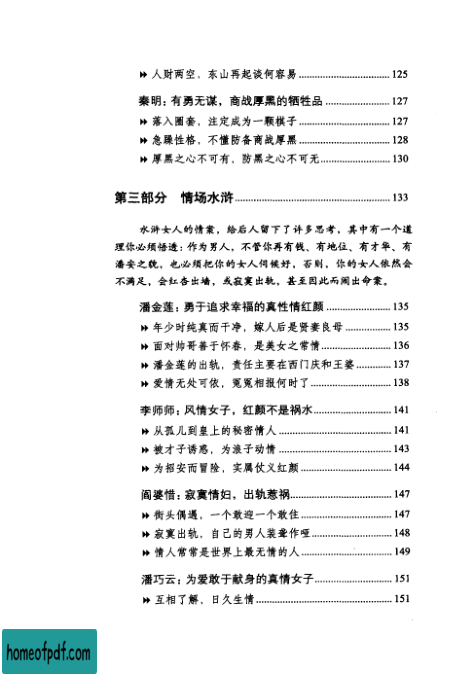 人财两空，东山再起谈何容易 125
秦明：有勇无谋，商战厚黑的牺牲品 127
落入圈套，注定成为一颗棋子 127
急躁性格，不懂防备商战厚黑 128
厚黑之心不可有，防黑之心不可无 130
第三部分 情场水浒 133
水浒女人的情案，给后人留下了许多思考，其中有一个道
理你必须悟透：作为男人，不管你再有钱、有地位、有才华、有
潘安之貌，也必须把你的女人伺候好，否则，你的女人依然会
不满足，会红杏出墙，或寂寞出轨，甚至因此而闹出命案。
潘金莲：勇于追求幸福的真性情红颜 135
年少时纯真而干净，嫁人后是贤妻良母 135
面对帅哥善于怀春，是美女之常情 136
潘金莲的出轨，责任主要在西门庆和王婆 137
爱情无处可依，冤冤相报何时了 138
李师师：风情女子，红颜不是祸水 141
从孤儿到皇上的秘密情人 141
被才子诱惑，为浪子动情 143
为招安而冒险，实属仗义红颜 144
阎婆惜：寂寞情妇，出轨惹祸 147
街头偶遇，一个敢迎一个敢住 147
寂寞出轨，自己的男人装聋作哑 148
情人常常是世界上最无情的人 149
潘巧云：为爱敢于献身的真情女子 151
互相了解，日久生情 151
homeofpdf.com